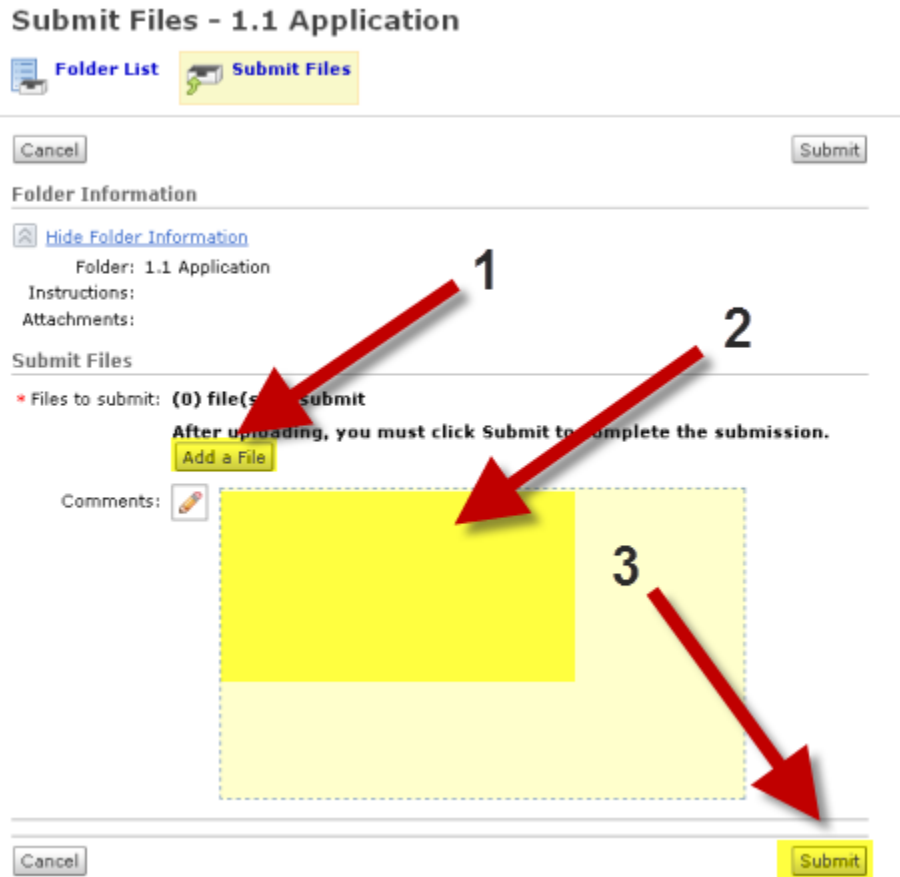 Submit Files - 1.1 Application
Folder List Submit Files
Cancel Submit
Folder Information
Hide Folder Information
Folder: 1.1 Application
1
Instructions:
Attachments:
2
Submit Files
* Files to submit: (0) file(s submit
After uploading, you must click Submit to complete the submission.
Add a File
Comments:
3
Cancel Submit